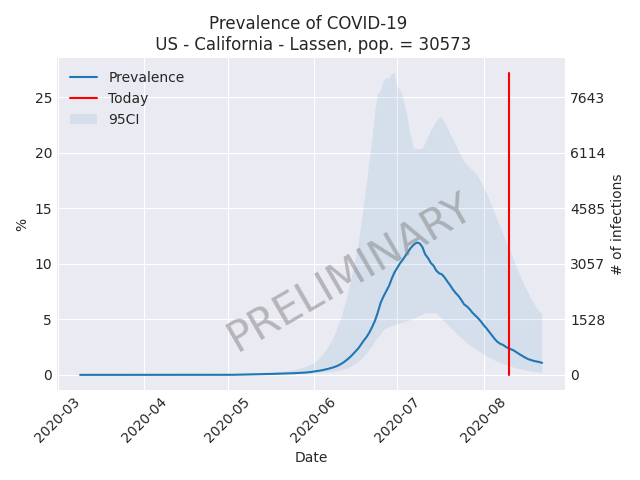 Prevalence of COVID-19
US - California - Lassen, pop. = 30573
Prevalence
Today
95CI
25
20
15
10
5
0
%
7643
6114
4585
3057
1528
0
# of infections
PRELIMINARY
2020-03
2020-04
2020-05
2020-06
2020-07
2020-08
Date